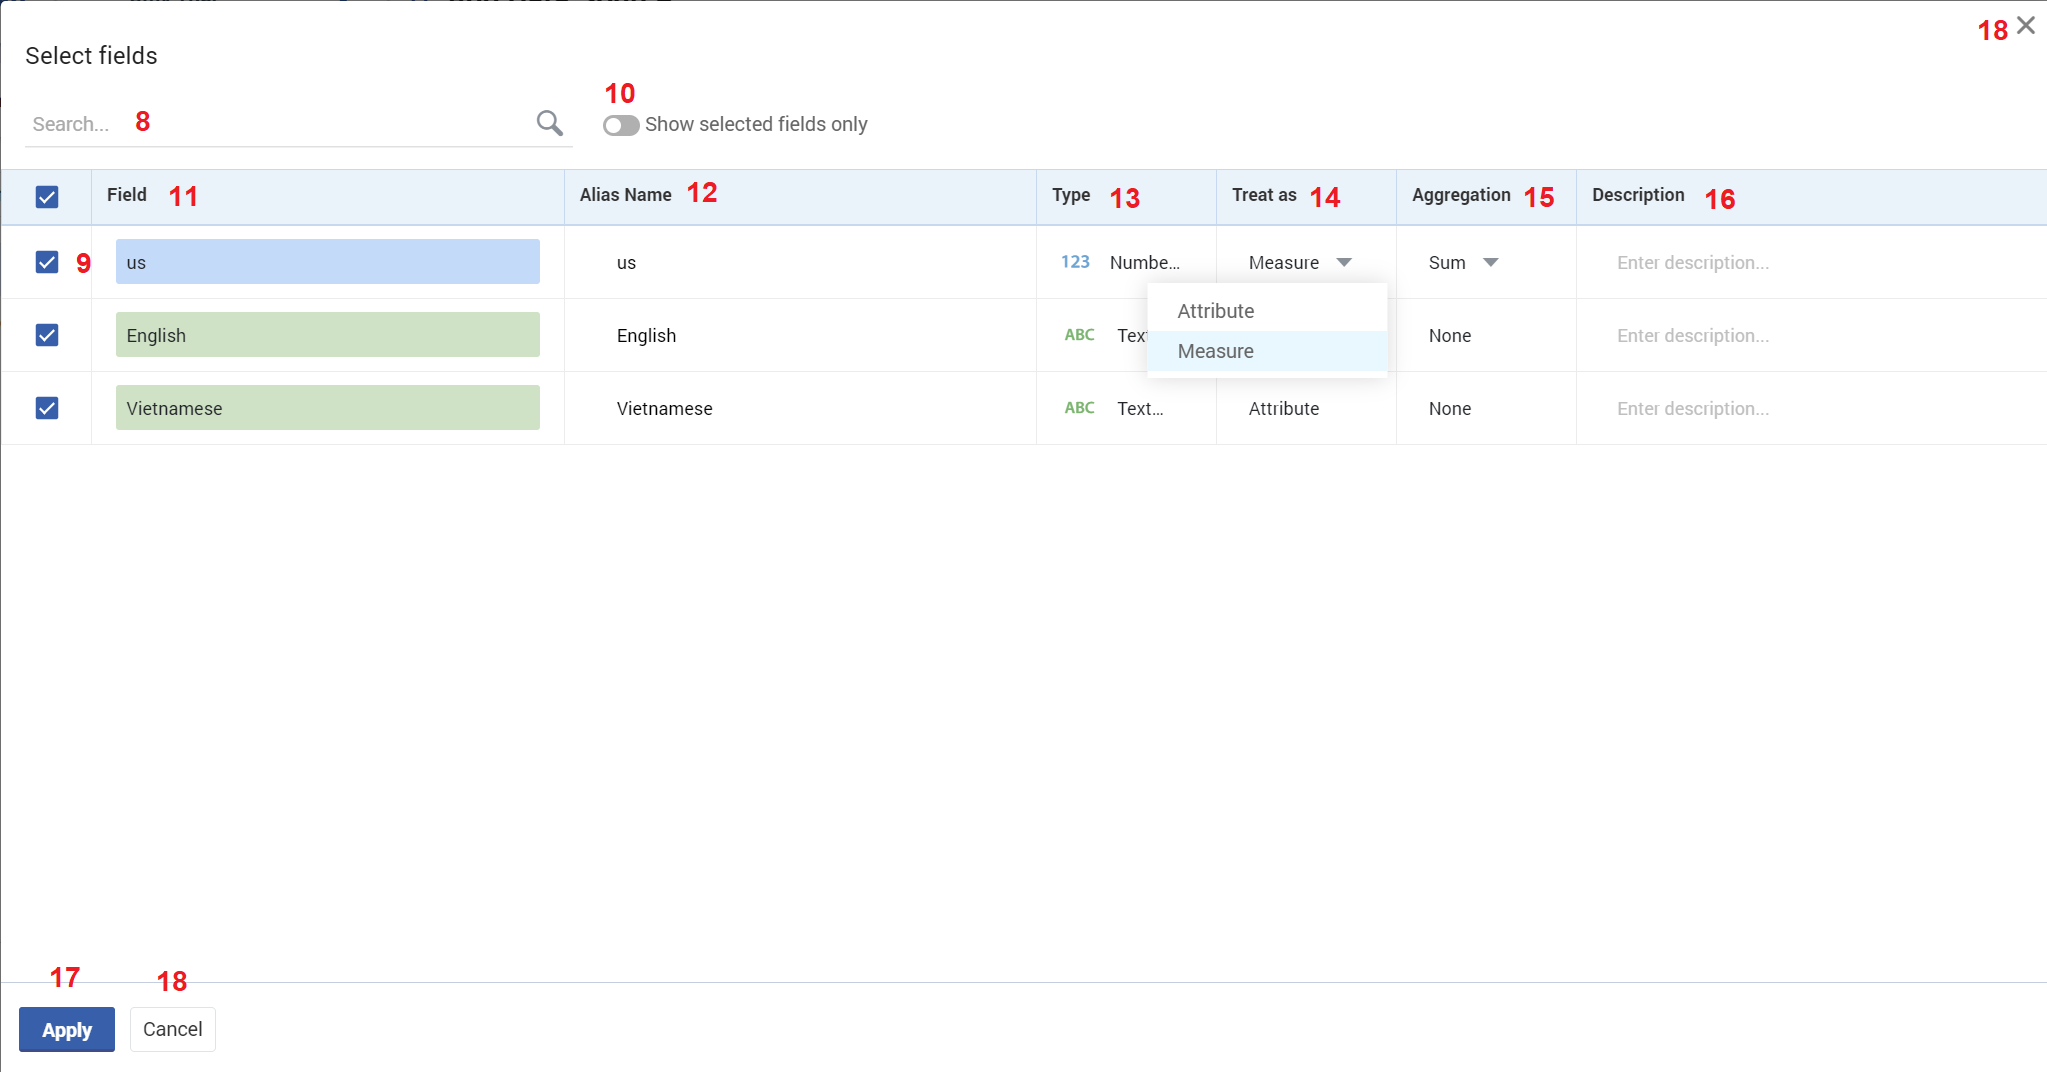 18
Select fields
10
Search... 8
Show selected fields only
Field 11 Alias Name 12 Type 13 Treat as 14 Aggregation 15 Description 16
9 us us 123 Numbe... Measure Sum Enter description...
Attribute
English English ABC Tex None Enter description...
Measure
Vietnamese Vietnamese ABC Text... Attribute None Enter description...
17 18
Apply Cancel